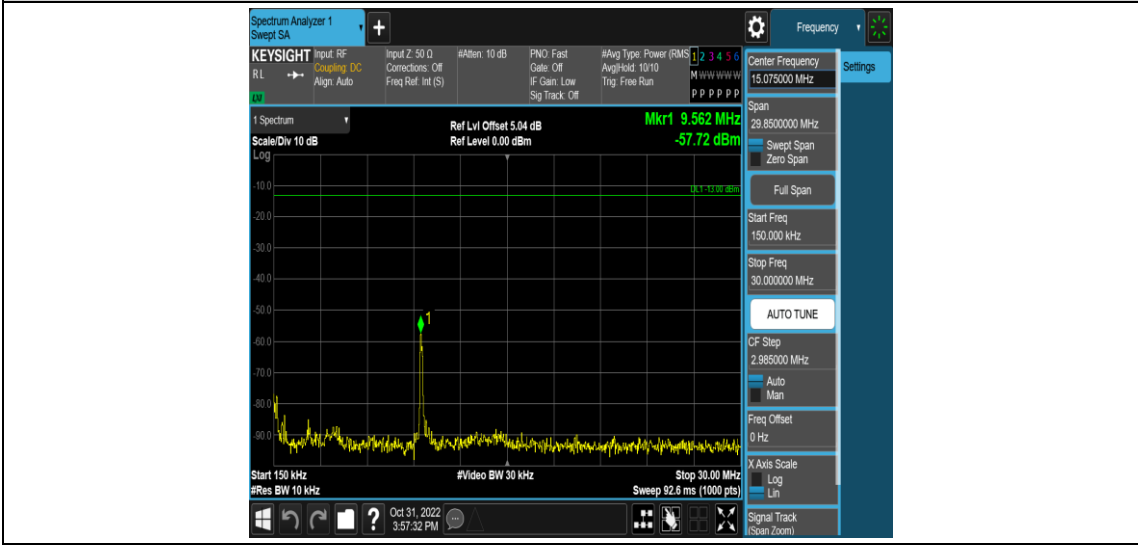 Spectrum Analyzer 1
Swept SA
+
Frequency
KEYSIGHT
RL
LM
Input: RF
Coupling: DC
Align: Auto
Input Z: 50 Ω
Corrections: Off
Freq Ref: Int (S)
#Atten: 10 dB
PNO: Fast
Gate: Off
IF Gain: Low
Sig Track: Off
#Avg Type: Power (RMS
Avg|Hold: 10/10
Trig: Free Run
1 2 3 4 5 6
M W W W W W
P P P P P P
1 Spectrum
Scale/Div 10 dB
Log
Ref Lvl Offset 5.04 dB
Ref Level 0.00 dBm
Mkr1 9.562 MHz
-57.72 dBm
DL1 -13.00 dBm
-10.0
-20.0
-30.0
-40.0
-50.0
-60.0
-70.0
-80.0
-90.0
1
Start 150 kHz
#Res BW 10 kHz
#Video BW 30 kHz
Stop 30.00 MHz
Sweep 92.6 ms (1000 pts)
Center Frequency
15.075000 MHz
Settings
Span
29.8500000 MHz
Swept Span
Zero Span
Full Span
Start Freq
150.000 kHz
Stop Freq
30.000000 MHz
AUTO TUNE
CF Step
2.985000 MHz
Auto
Man
Freq Offset
0 Hz
X Axis Scale
Log
Lin
Signal Track
(Span Zoom)
?
Oct 31, 2022
3:57:32 PM